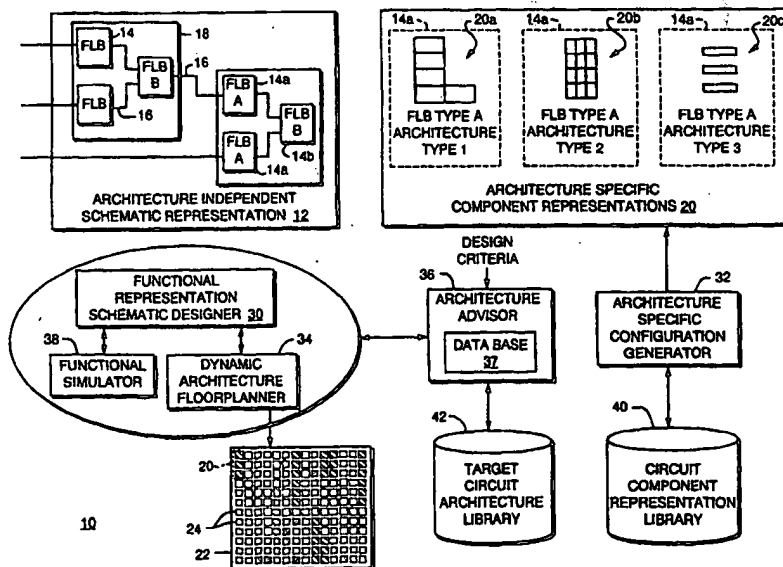 14
18
FLB
FLB
B
16
14a
FLB
16
FLB
A
FLB
B
FLB
A
14b
14a
ARCHITECTURE INDEPENDENT
SCHEMATIC REPRESENTATION 12
14a 20a
FLB TYPE A
ARCHITECTURE
TYPE 1
14a 20b
FLB TYPE A
ARCHITECTURE
TYPE 2
14a 20c
FLB TYPE A
ARCHITECTURE
TYPE 3
ARCHITECTURE SPECIFIC
COMPONENT REPRESENTATIONS 20
FUNCTIONAL
REPRESENTATION
SCHEMATIC DESIGNER 30
38
FUNCTIONAL
SIMULATOR
34
DYNAMIC
ARCHITECTURE
FLOORPLANNER
DESIGN
CRITERIA
36
ARCHITECTURE
ADVISOR
DATA BASE
37
32
ARCHITECTURE
SPECIFIC
CONFIGURATION
GENERATOR
42
TARGET
CIRCUIT
ARCHITECTURE
LIBRARY
40
CIRCUIT
COMPONENT
REPRESENTATION
LIBRARY
20
24
22
10